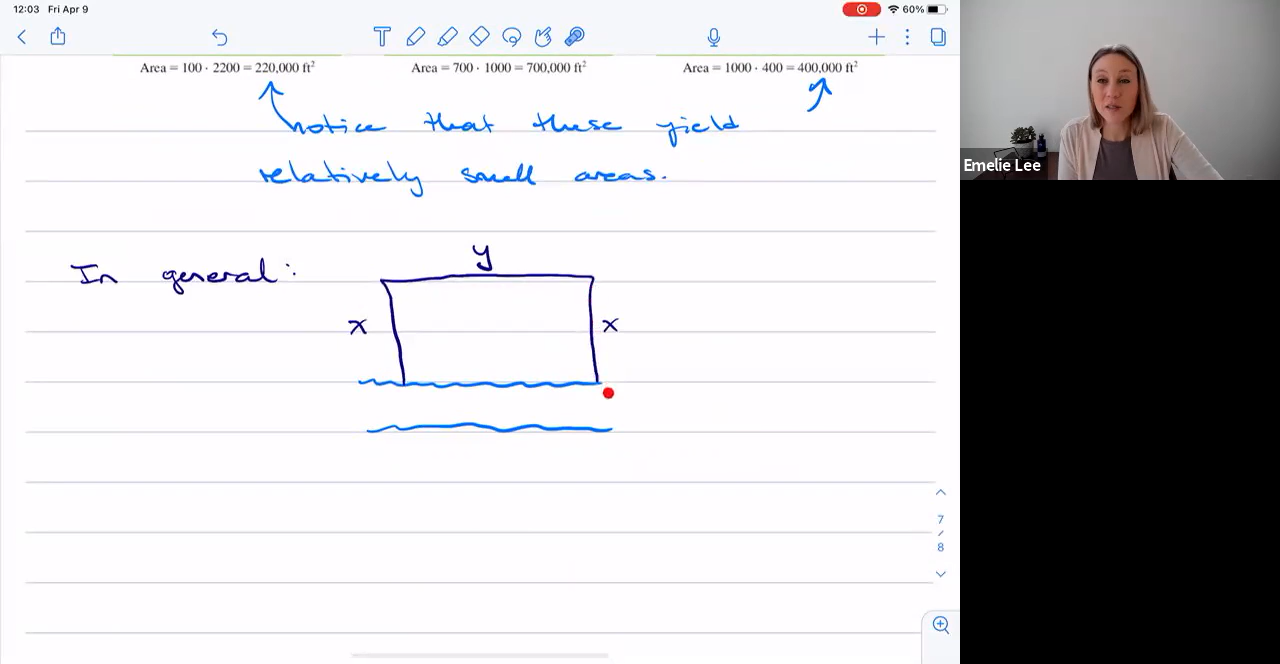 12:03 Fri Apr 9
60%
T
Area = 100 · 2200 = 220,000 ft²
Area = 700 · 1000 = 700,000 ft²
Area = 1000 · 400 = 400,000 ft²
notice that these yield
relatively small areas.
Emelie Lee
In general:
y
x
x
7
/
8